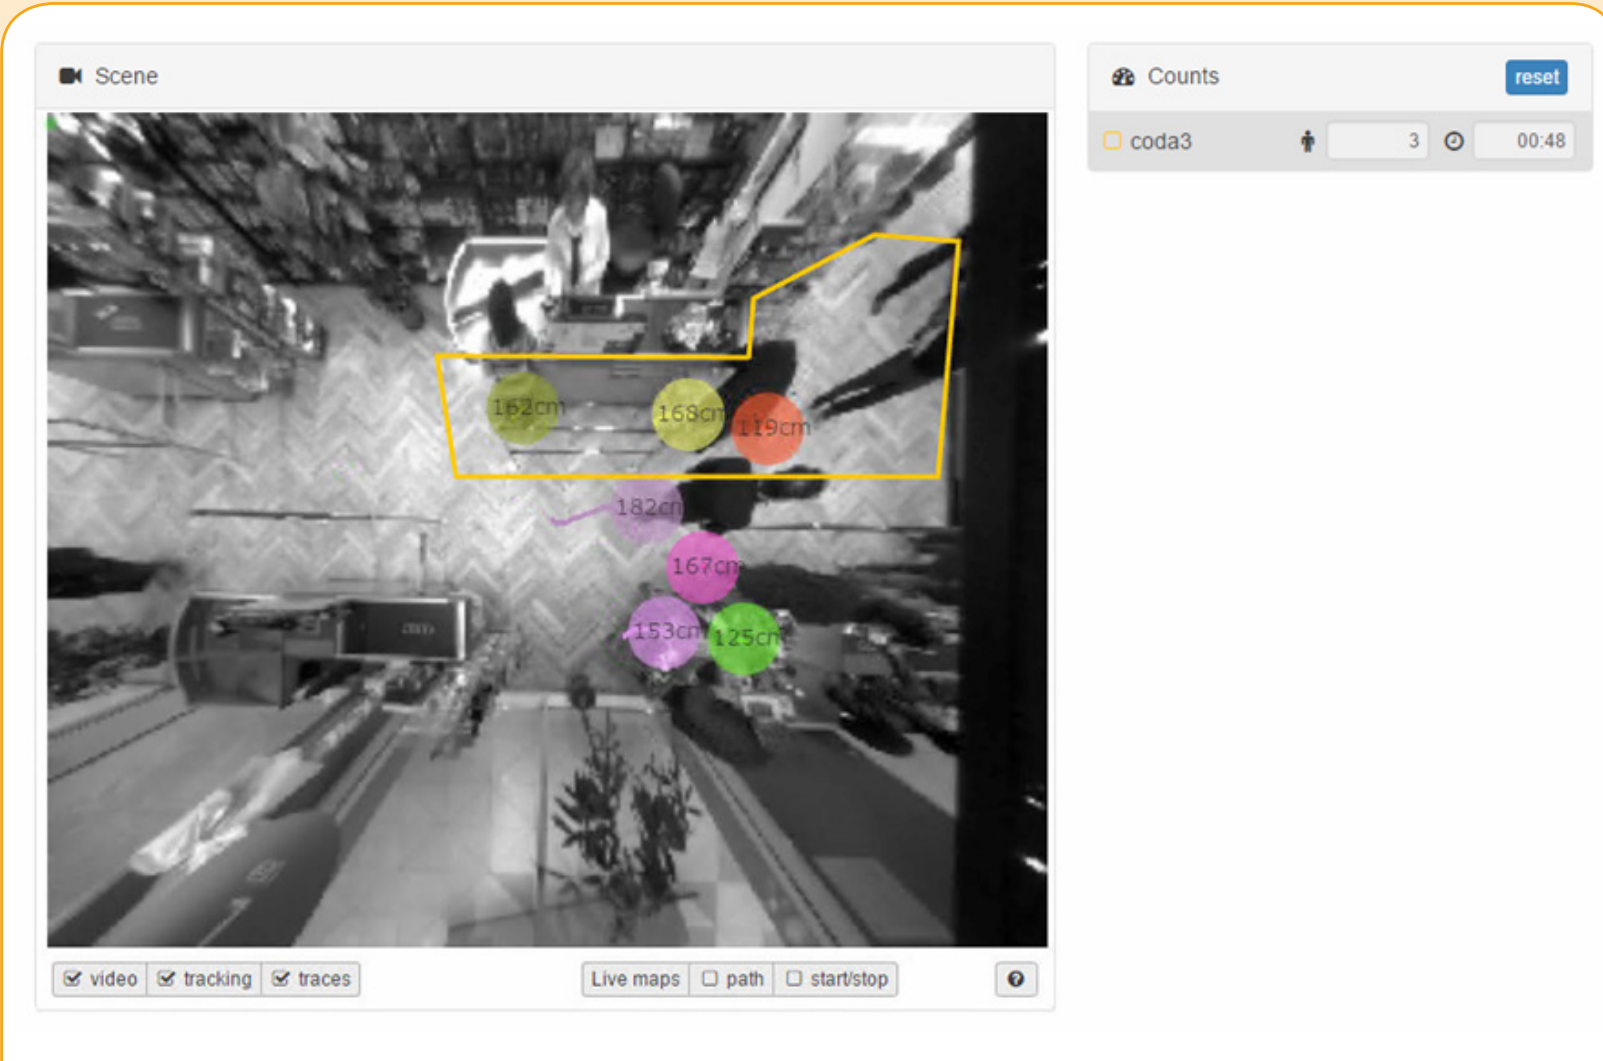 Scene
Counts
reset
coda3
3
00:48
162cm
168cm
119cm
182cm
167cm
153cm
125cm
video
tracking
traces
Live maps
path
start/stop